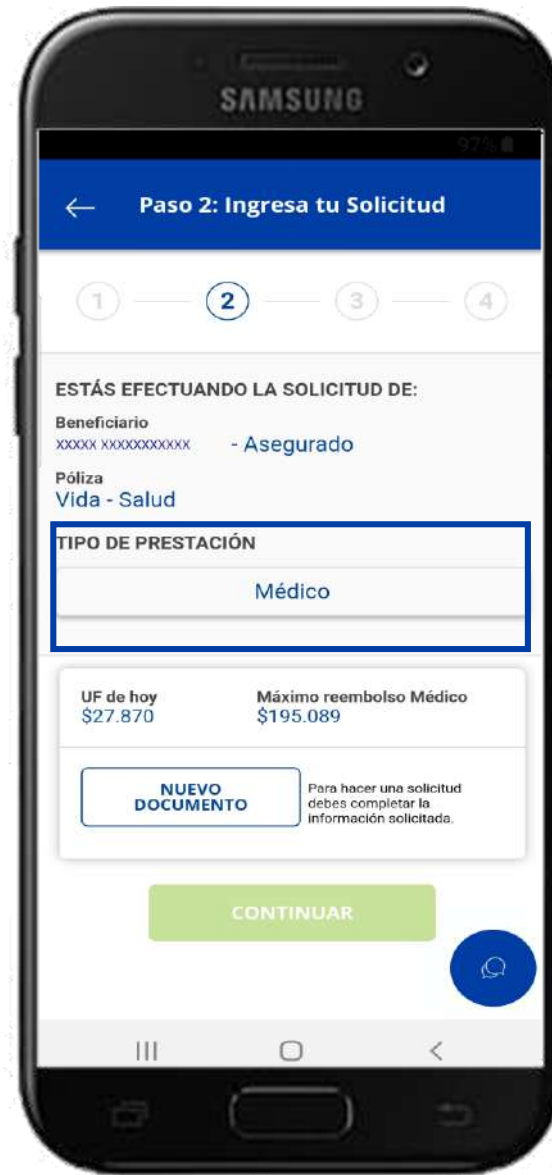 SAMSUNG
97%
Paso 2: Ingresa tu Solicitud
1 2 3 4
ESTÁS EFECTUANDO LA SOLICITUD DE:
Beneficiario
XXXXX XXXXXXXXXXX - Asegurado
Póliza
Vida - Salud
TIPO DE PRESTACIÓN
Médico
UF de hoy Máximo reembolso Médico
$27.870 $195.089
NUEVO
DOCUMENTO
Para hacer una solicitud
debes completar la
información solicitada.
CONTINUAR